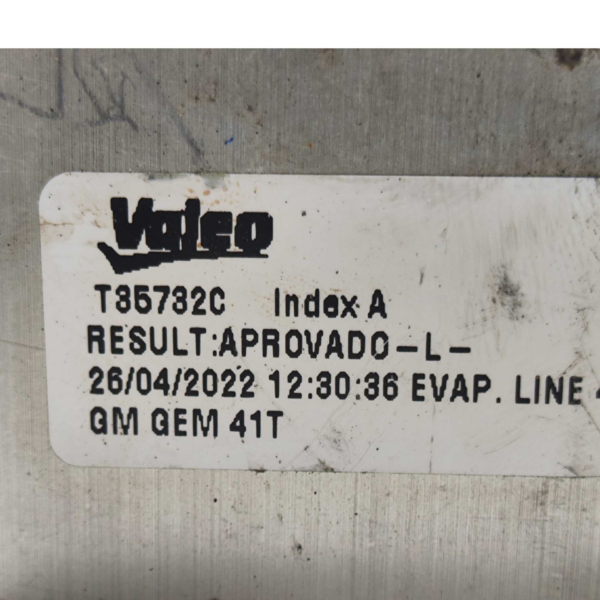 Valeo
T35732C Index A
RESULT:APROVADO-L-
26/04/2022 12:30:36 EVAP. LINE
GM GEM 41T